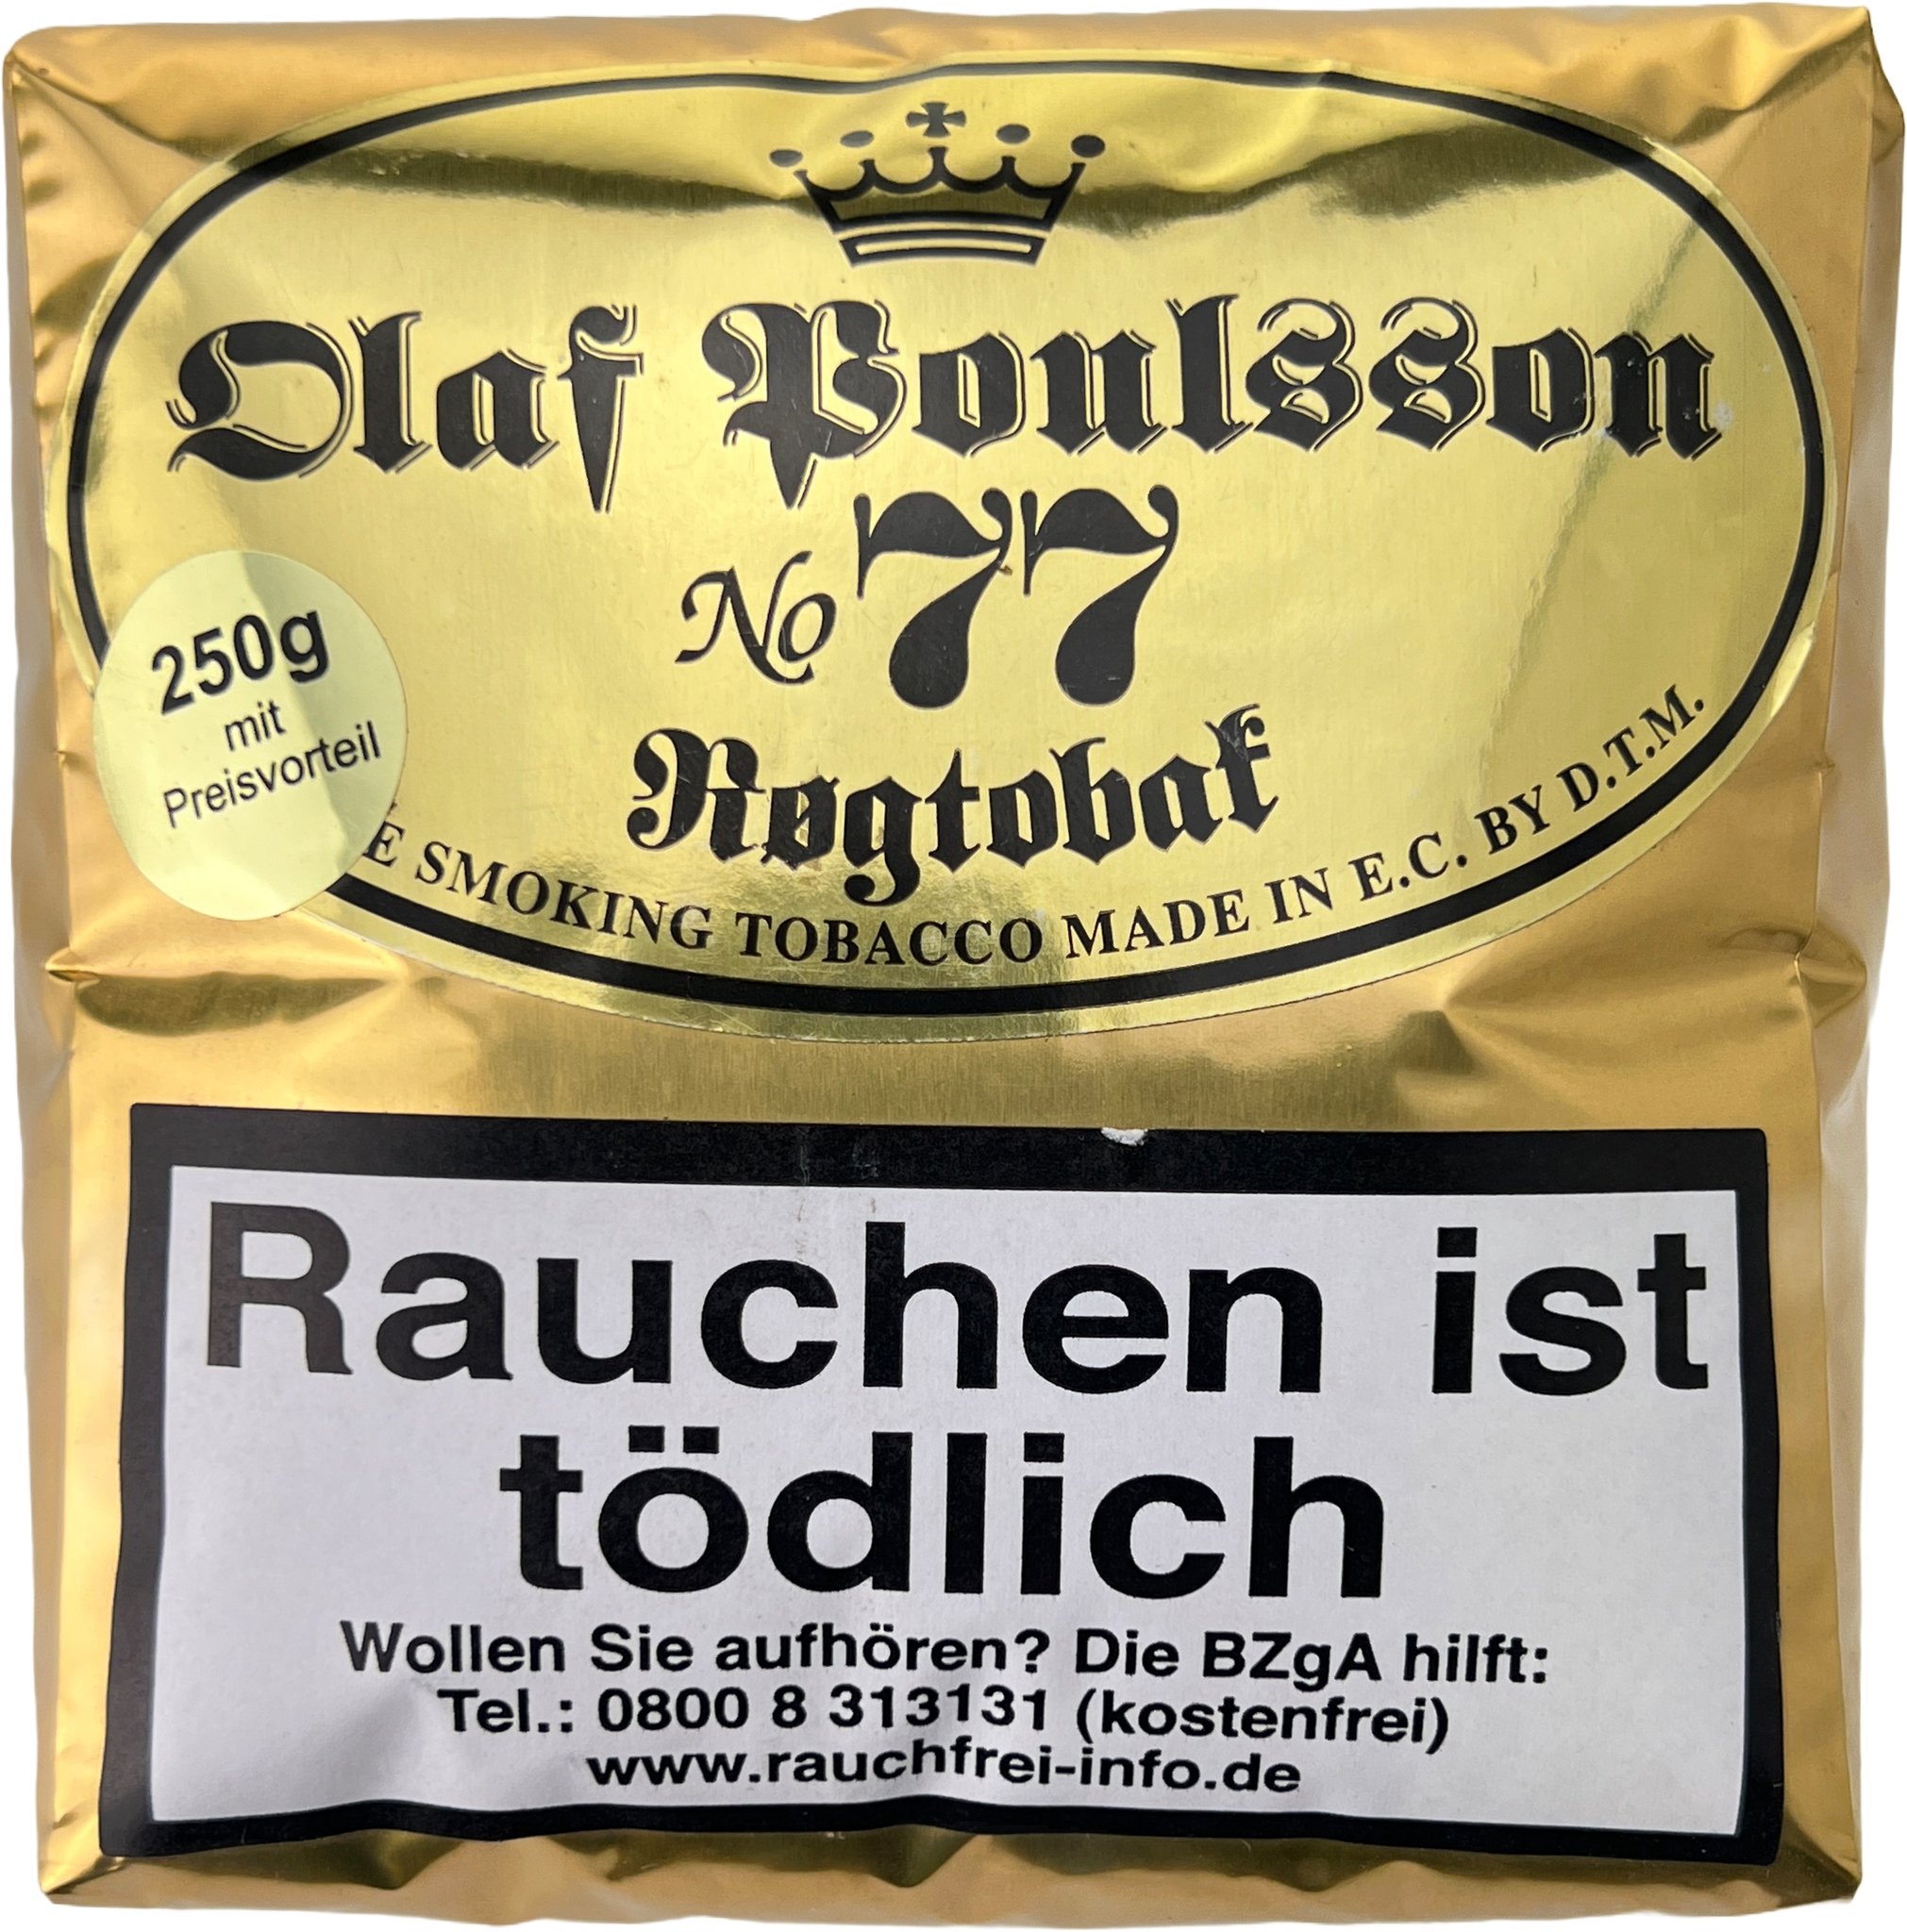 Olaf Poulsson
No 77
Røgtobak
250g
mit
Preisvorteil
SMOKING TOBACCO MADE IN E.C. BY D.T.M.
Rauchen ist
tödlich
Wollen Sie aufhören? Die BZgA hilft:
Tel.: 0800 8 313131 (kostenfrei)
www.rauchfrei-info.de